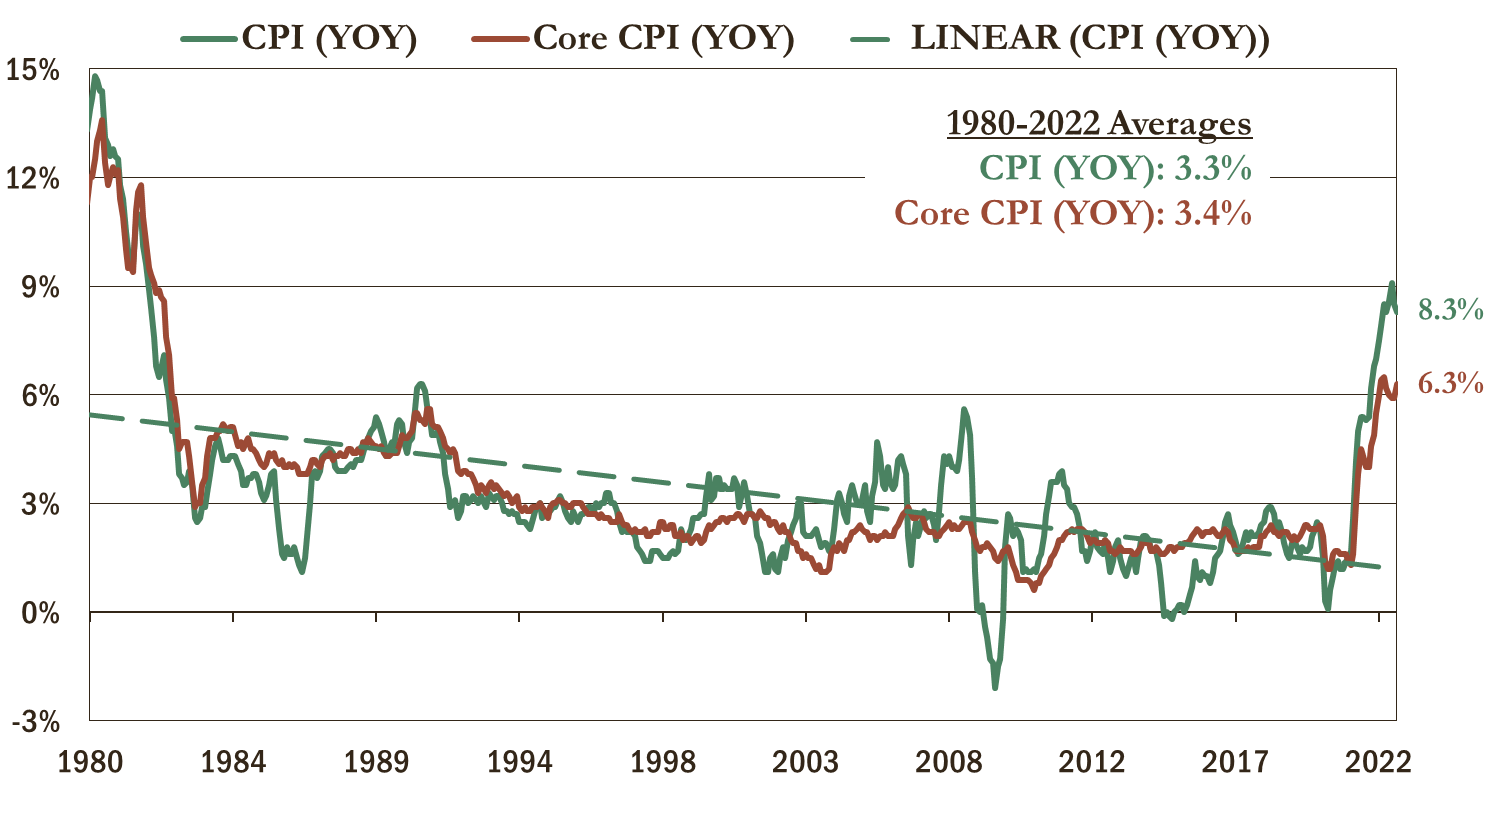 CPI (YOY) Core CPI (YOY) LINEAR (CPI (YOY))
15%
1980-2022 Averages
CPI (YOY): 3.3%
12%
Core CPI (YOY): 3.4%
9%
8.3%
6.3%
6%
3%
0%
-3%
1980 1984 1989 1994 1998 2003 2008 2012 2017 2022